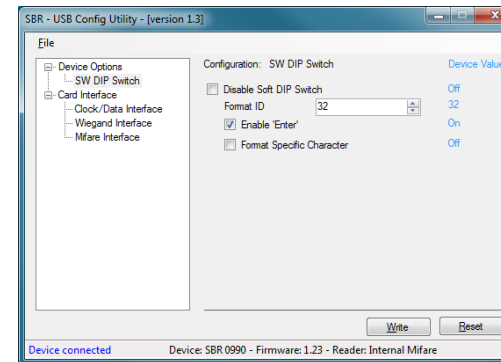 SBR - USB Config Utility - [version 1.3]
File
Device Options
SW DIP Switch
Card Interface
Clock/Data Interface
Wiegand Interface
Mifare Interface
Configuration: SW DIP Switch Device Value
Disable Soft DIP Switch Off
Format ID 32 32
Enable 'Enter' On
Format Specific Character Off
Write Reset
Device connected Device: SBR 0990 - Firmware: 1.23 - Reader: Internal Mifare